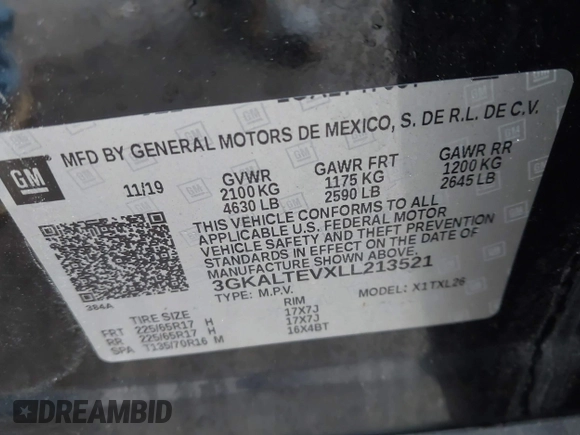 GM
MFD BY GENERAL MOTORS DE MEXICO, S. DE R.L. DE C.V.
11/19 GVWR GAWR FRT GAWR RR
2100 KG 1175 KG 1200 KG
4630 LB 2590 LB 2645 LB
THIS VEHICLE CONFORMS TO ALL
APPLICABLE U.S. FEDERAL MOTOR
VEHICLE SAFETY AND THEFT PREVENTION
STANDARDS IN EFFECT ON THE DATE OF
MANUFACTURE SHOWN ABOVE.
3GKALTEVXLL213521
TYPE: M.P.V. MODEL: X1TXL26
384A
TIRE SIZE RIM
FRT 225/65R17 H 17X7J
RR 225/65R17 H 17X7J
SPA T135/70R16 M 16X4BT
DREAMBID